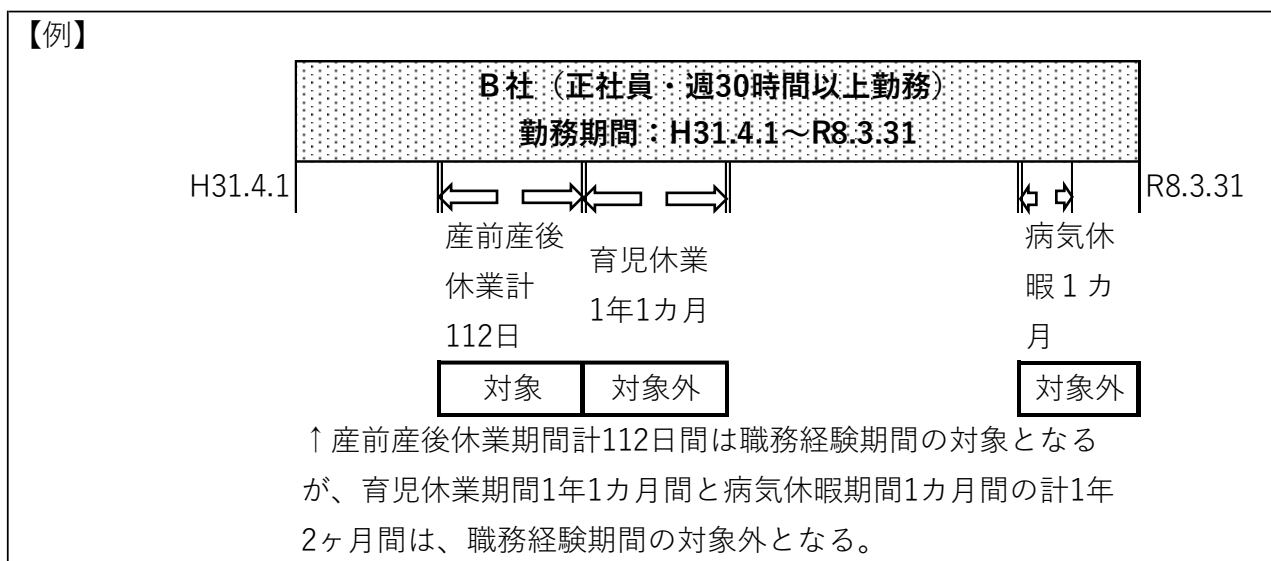 【例】
B社（正社員・週30時間以上勤務）
勤務期間：H31.4.1～R8.3.31
H31.4.1
R8.3.31
産前産後
休業計
112日
育児休業
1年1カ月
病気休
暇１カ
月
対象
対象外
対象外
↑産前産後休業期間計112日間は職務経験期間の対象となる
が、育児休業期間1年1カ月間と病気休暇期間1カ月間の計1年
2ヶ月間は、職務経験期間の対象外となる。